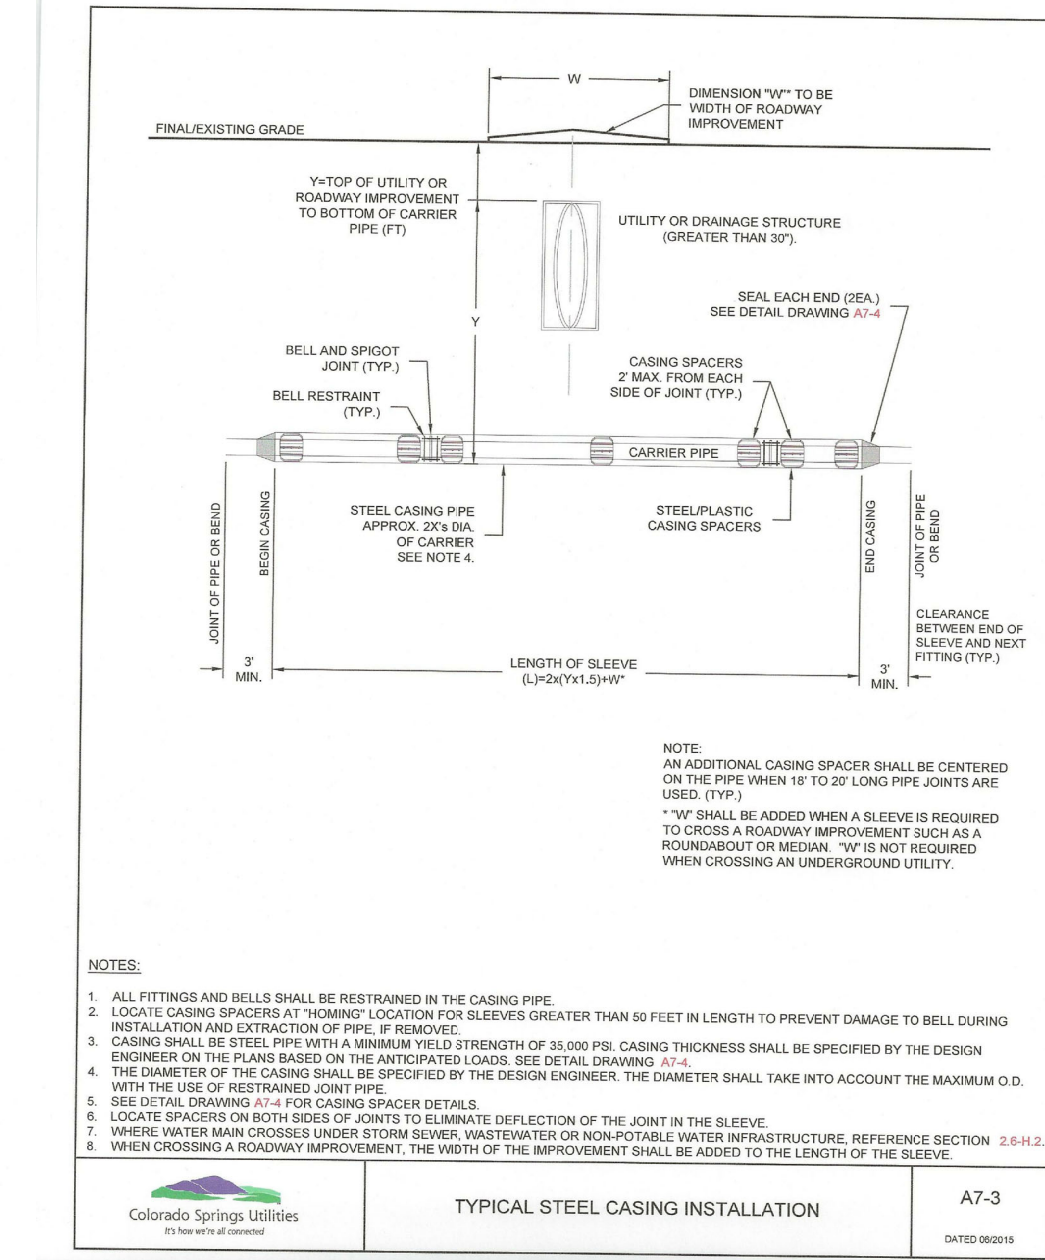 W
DIMENSION "W"* TO BE
WIDTH OF ROADWAY
IMPROVEMENT
FINAL/EXISTING GRADE
Y=TOP OF UTILITY OR
ROADWAY IMPROVEMENT
TO BOTTOM OF CARRIER
PIPE (FT)
UTILITY OR DRAINAGE STRUCTURE
(GREATER THAN 30").
SEAL EACH END (2EA.)
SEE DETAIL DRAWING A7-4
Y
BELL AND SPIGOT
JOINT (TYP.)
BELL RESTRAINT
(TYP.)
CASING SPACERS
2' MAX. FROM EACH
SIDE OF JOINT (TYP.)
CARRIER PIPE
JOINT OF PIPE OR BEND
BEGIN CASING
STEEL CASING PIPE
APPROX. 2X's DIA.
OF CARRIER
SEE NOTE 4.
STEEL/PLASTIC
CASING SPACERS
END CASING
JOINT OF PIPE
OR BEND
CLEARANCE
BETWEEN END OF
SLEEVE AND NEXT
FITTING (TYP.)
3'
MIN.
LENGTH OF SLEEVE
(L)=2x(Yx1.5)+W*
3'
MIN.
NOTE:
AN ADDITIONAL CASING SPACER SHALL BE CENTERED
ON THE PIPE WHEN 18' TO 20' LONG PIPE JOINTS ARE
USED. (TYP.)
* "W" SHALL BE ADDED WHEN A SLEEVE IS REQUIRED
TO CROSS A ROADWAY IMPROVEMENT SUCH AS A
ROUNDABOUT OR MEDIAN. "W" IS NOT REQUIRED
WHEN CROSSING AN UNDERGROUND UTILITY.
NOTES:
1. ALL FITTINGS AND BELLS SHALL BE RESTRAINED IN THE CASING PIPE.
2. LOCATE CASING SPACERS AT "HOMING" LOCATION FOR SLEEVES GREATER THAN 50 FEET IN LENGTH TO PREVENT DAMAGE TO BELL DURING
INSTALLATION AND EXTRACTION OF PIPE, IF REMOVED.
3. CASING SHALL BE STEEL PIPE WITH A MINIMUM YIELD STRENGTH OF 35,000 PSI. CASING THICKNESS SHALL BE SPECIFIED BY THE DESIGN
ENGINEER ON THE PLANS BASED ON THE ANTICIPATED LOADS. SEE DETAIL DRAWING A7-4.
4. THE DIAMETER OF THE CASING SHALL BE SPECIFIED BY THE DESIGN ENGINEER. THE DIAMETER SHALL TAKE INTO ACCOUNT THE MAXIMUM O.D.
WITH THE USE OF RESTRAINED JOINT PIPE.
5. SEE DETAIL DRAWING A7-4 FOR CASING SPACER DETAILS.
6. LOCATE SPACERS ON BOTH SIDES OF JOINTS TO ELIMINATE DEFLECTION OF THE JOINT IN THE SLEEVE.
7. WHERE WATER MAIN CROSSES UNDER STORM SEWER, WASTEWATER OR NON-POTABLE WATER INFRASTRUCTURE, REFERENCE SECTION 2.6-H.2.
8. WHEN CROSSING A ROADWAY IMPROVEMENT, THE WIDTH OF THE IMPROVEMENT SHALL BE ADDED TO THE LENGTH OF THE SLEEVE.
Colorado Springs Utilities
It's how we're all connected
TYPICAL STEEL CASING INSTALLATION
A7-3
DATED 06/2015